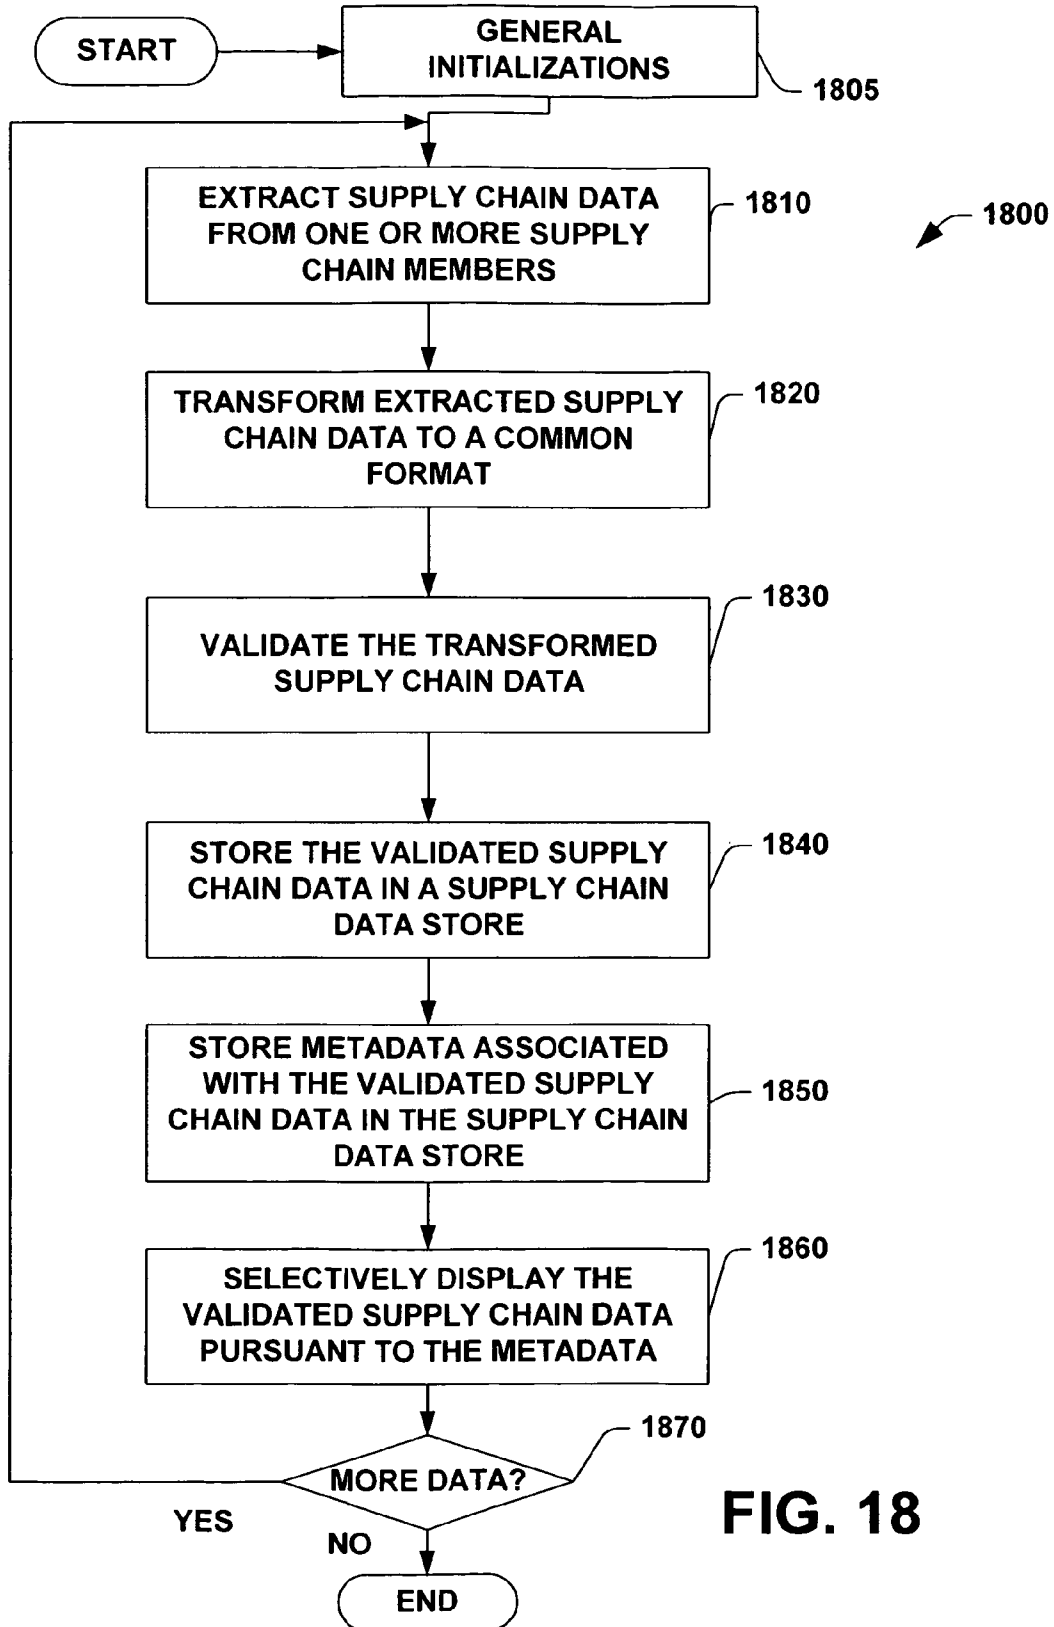 START
GENERAL
INITIALIZATIONS
1805
EXTRACT SUPPLY CHAIN DATA
FROM ONE OR MORE SUPPLY
CHAIN MEMBERS
1810
1800
TRANSFORM EXTRACTED SUPPLY
CHAIN DATA TO A COMMON
FORMAT
1820
VALIDATE THE TRANSFORMED
SUPPLY CHAIN DATA
1830
STORE THE VALIDATED SUPPLY
CHAIN DATA IN A SUPPLY CHAIN
DATA STORE
1840
STORE METADATA ASSOCIATED
WITH THE VALIDATED SUPPLY
CHAIN DATA IN THE SUPPLY CHAIN
DATA STORE
1850
SELECTIVELY DISPLAY THE
VALIDATED SUPPLY CHAIN DATA
PURSUANT TO THE METADATA
1860
MORE DATA?
1870
YES
NO
END
FIG. 18